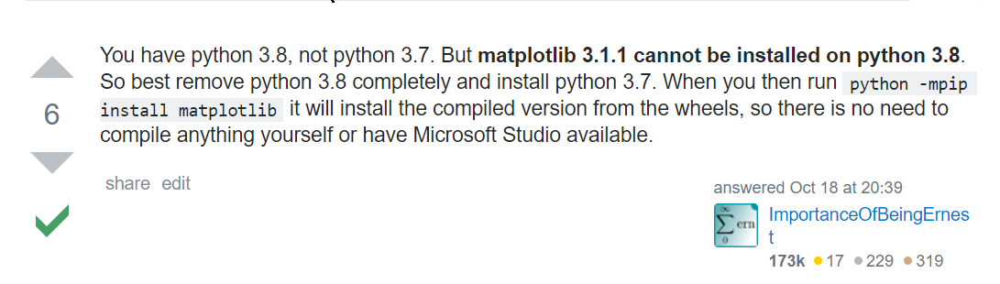 You have python 3.8, not python 3.7. But matplotlib 3.1.1 cannot be installed on python 3.8.
So best remove python 3.8 completely and install python 3.7. When you then run python -mpip
install matplotlib it will install the compiled version from the wheels, so there is no need to
compile anything yourself or have Microsoft Studio available.
6
share edit
answered Oct 18 at 20:39
∞
∑ ern
0
ImportanceOfBeingErnes
t
173k ● 17 ● 229 ● 319